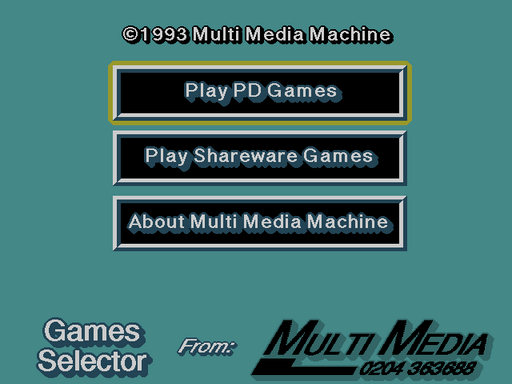 ©1993 Multi Media Machine
Play PD Games
Play Shareware Games
About Multi Media Machine
Games
Selector
From:
MULTI MEDIA
0204 363688